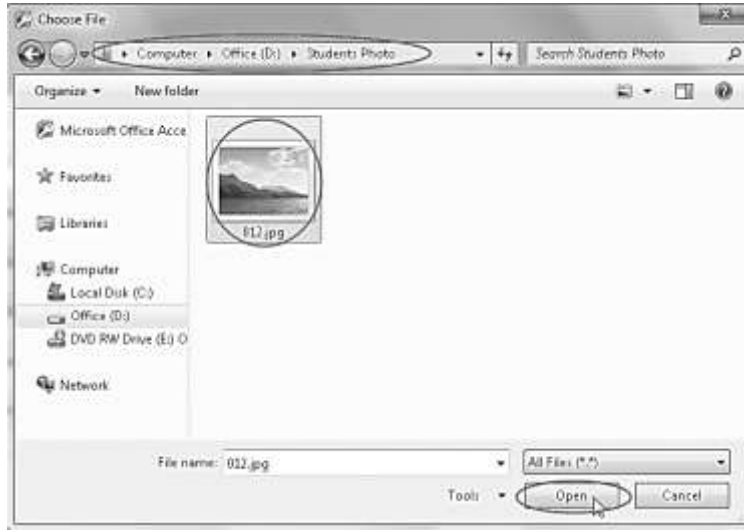 Choose File
Computer ▸ Office (D:) ▸ Students Photo
Search Students Photo
Organize New folder
Microsoft Office Acce
Favorites
Libraries
Computer
Local Disk (C:)
Office (D:)
DVD RW Drive (E:) O
Network
012.jpg
File name: 012.jpg
All Files (*.*)
Tools Open Cancel